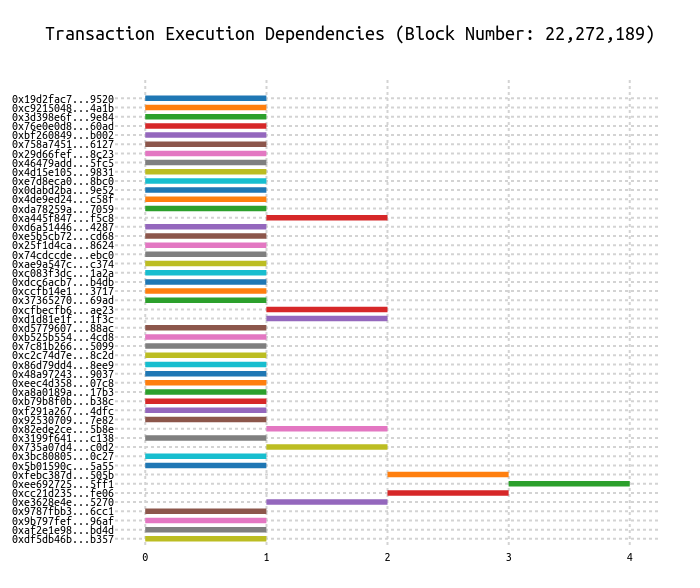 Transaction Execution Dependencies (Block Number: 22,272,189)
0x19d2fac7...9520
0xc9215048...4a1b
0x3d398e6f...9e84
0x76e0e0d8...60ad
0xbf260849...b002
0x758a7451...6127
0x29d66fef...8c23
0x46479add...5fc5
0x4d15e105...9831
0xe7d8eca0...8bc0
0x0dabd2ba...9e52
0x4de9ed24...c58f
0xda78259a...7059
0xa445f847...f5c8
0xd6a51446...4287
0xe5b5cb72...cd68
0x25f1d4ca...8624
0x74cdccde...ebc0
0xae9a547c...c374
0xc083f3dc...1a2a
0xdcc6acb7...b4db
0xccfb14e1...3717
0x37365270...69ad
0xcfbecfb6...ae23
0xd1d81e1f...1f3c
0xd5779607...88ac
0xb525b554...4cd8
0x7c81b266...5099
0xc2c74d7e...8c2d
0x86d79dd4...8ee9
0x48a97243...9037
0xeec4d358...07c8
0xa8a0189a...17b3
0xb79b8f0b...b38c
0xf291a267...4dfc
0x92530709...7e82
0x82ede2ce...5b8e
0x3199f641...c138
0x735a07d4...c0d2
0x3bc80805...0c27
0x5b01590c...5a55
0xfebc387d...505b
0xee692725...5ff1
0xcc21d235...fe06
0xe3628e4e...5270
0x9787fbb3...6cc1
0x9b797fef...96af
0xaf2e1e98...bd4d
0xdf5db46b...b357
0 1 2 3 4